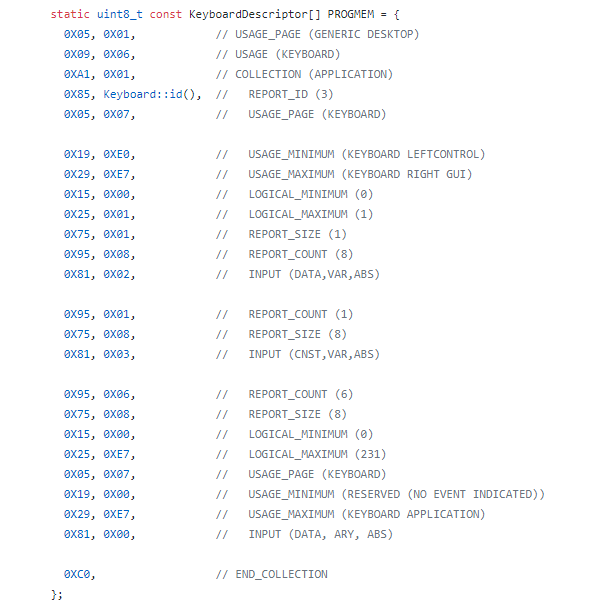 static uint8_t const KeyboardDescriptor[] PROGMEM = {
0X05, 0X01, // USAGE_PAGE (GENERIC DESKTOP)
0X09, 0X06, // USAGE (KEYBOARD)
0XA1, 0X01, // COLLECTION (APPLICATION)
0X85, Keyboard::id(), // REPORT_ID (3)
0X05, 0X07, // USAGE_PAGE (KEYBOARD)
0X19, 0XE0, // USAGE_MINIMUM (KEYBOARD LEFTCONTROL)
0X29, 0XE7, // USAGE_MAXIMUM (KEYBOARD RIGHT GUI)
0X15, 0X00, // LOGICAL_MINIMUM (0)
0X25, 0X01, // LOGICAL_MAXIMUM (1)
0X75, 0X01, // REPORT_SIZE (1)
0X95, 0X08, // REPORT_COUNT (8)
0X81, 0X02, // INPUT (DATA,VAR,ABS)
0X95, 0X01, // REPORT_COUNT (1)
0X75, 0X08, // REPORT_SIZE (8)
0X81, 0X03, // INPUT (CNST,VAR,ABS)
0X95, 0X06, // REPORT_COUNT (6)
0X75, 0X08, // REPORT_SIZE (8)
0X15, 0X00, // LOGICAL_MINIMUM (0)
0X25, 0XE7, // LOGICAL_MAXIMUM (231)
0X05, 0X07, // USAGE_PAGE (KEYBOARD)
0X19, 0X00, // USAGE_MINIMUM (RESERVED (NO EVENT INDICATED))
0X29, 0XE7, // USAGE_MAXIMUM (KEYBOARD APPLICATION)
0X81, 0X00, // INPUT (DATA, ARY, ABS)
0XC0, // END_COLLECTION
};